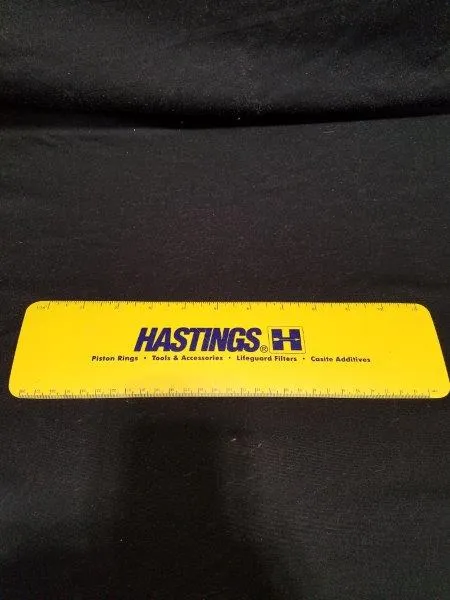 HASTINGS® H
Piston Rings • Tools & Accessories • Lifeguard Filters • Casite Additives